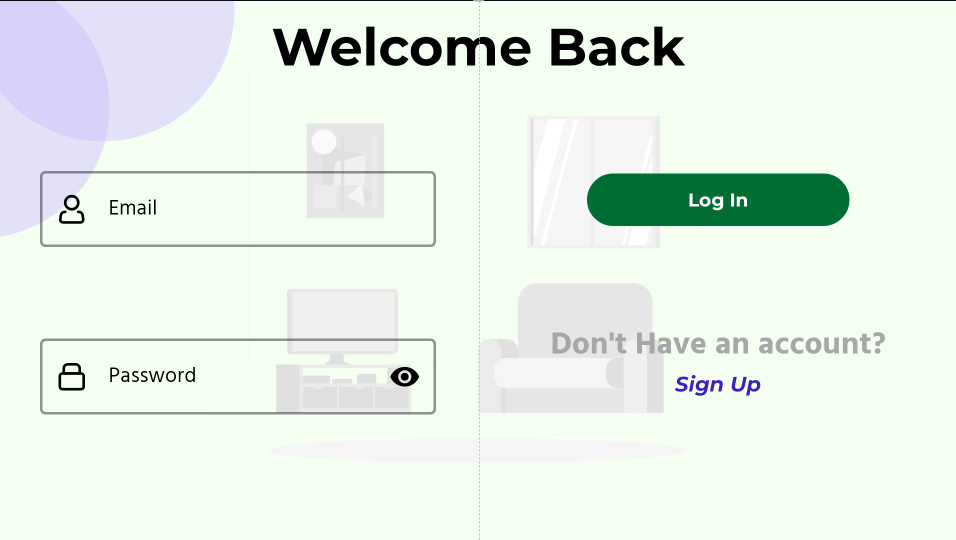 Welcome Back
Email
Password
Log In
Don't Have an account?
Sign Up